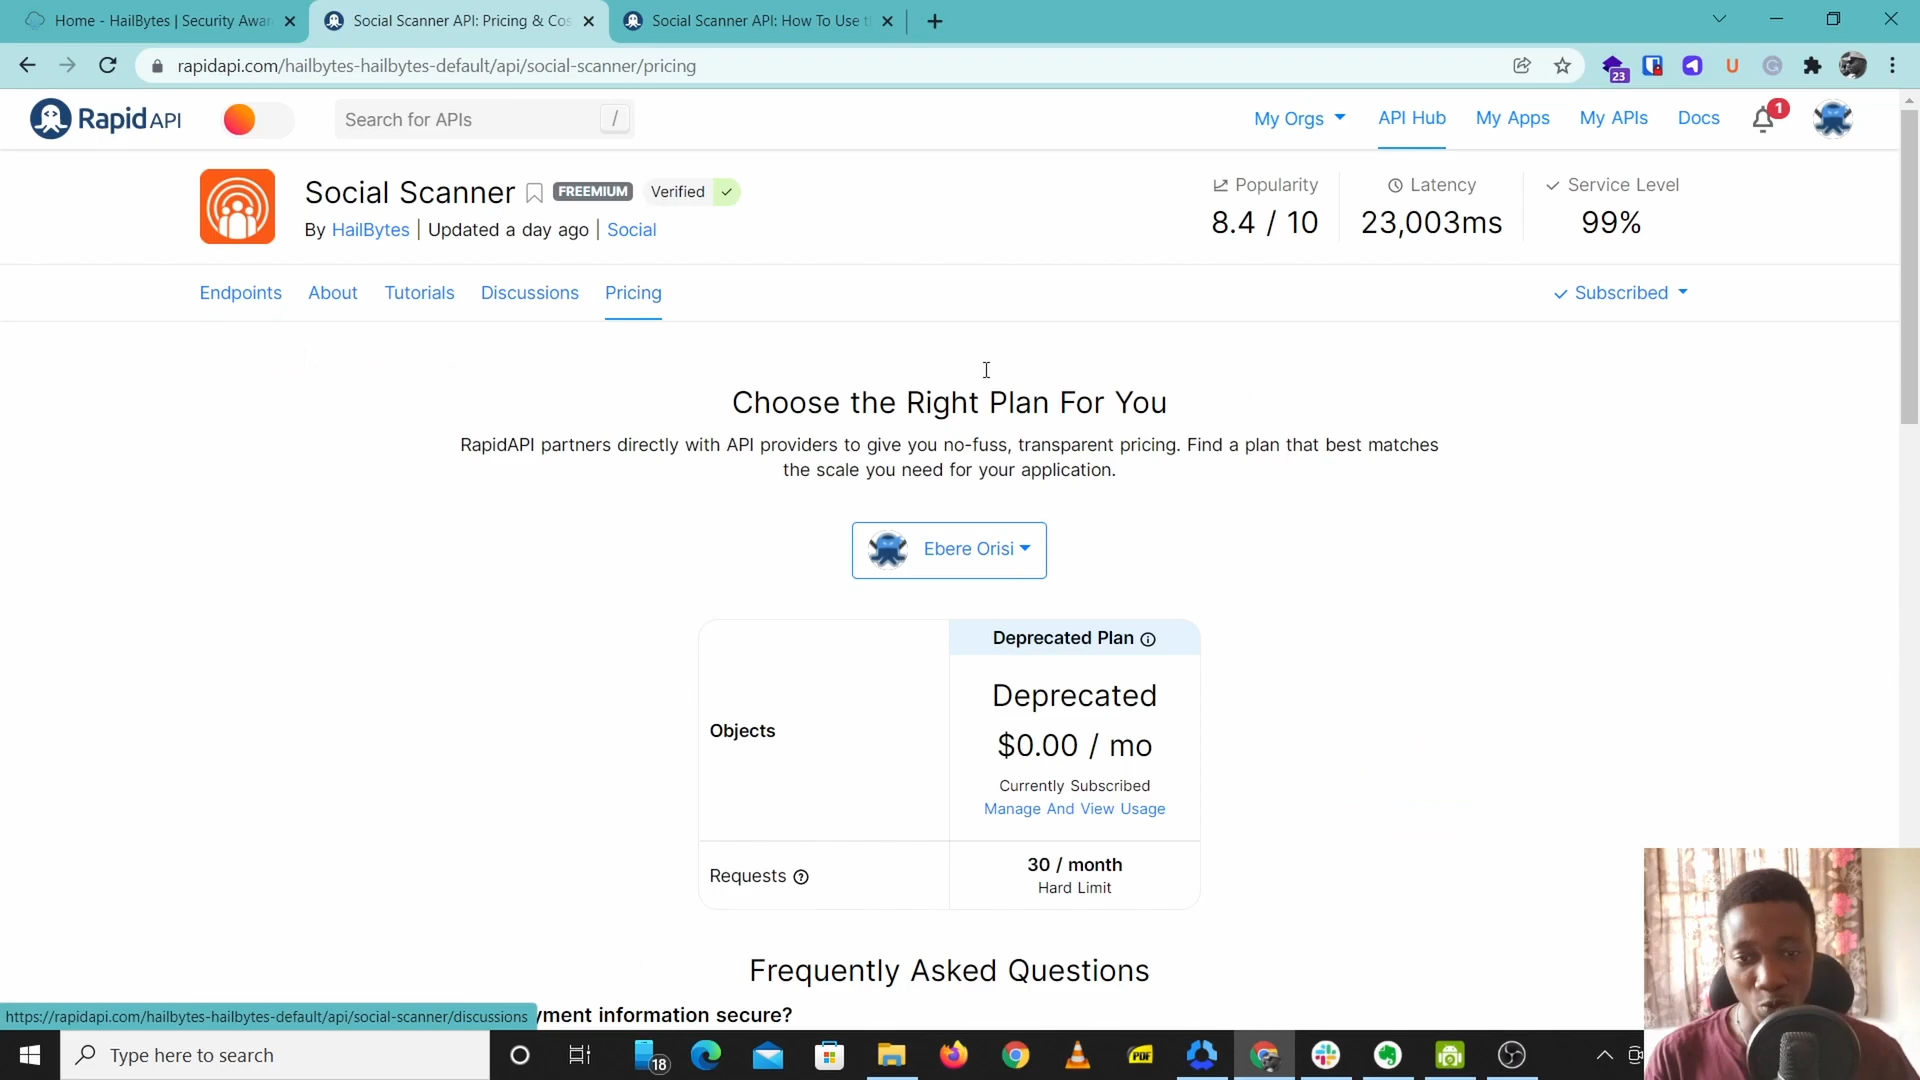 Home - HailBytes | Security Awar
Social Scanner API: Pricing & Cos
Social Scanner API: How To Use t
rapidapi.com/hailbytes-hailbytes-default/api/social-scanner/pricing
23
Rapid API
Search for APIs
/
My Orgs
API Hub
My Apps
My APIs
Docs
1
Social Scanner
FREEMIUM
Verified
By HailBytes | Updated a day ago | Social
Popularity
8.4 / 10
Latency
23,003ms
Service Level
99%
Endpoints
About
Tutorials
Discussions
Pricing
Subscribed
Choose the Right Plan For You
RapidAPI partners directly with API providers to give you no-fuss, transparent pricing. Find a plan that best matches
the scale you need for your application.
Ebere Orisi
Deprecated Plan
Objects
Deprecated
$0.00 / mo
Currently Subscribed
Manage And View Usage
Requests
30 / month
Hard Limit
Frequently Asked Questions
yment information secure?
https://rapidapi.com/hailbytes-hailbytes-default/api/social-scanner/discussions
Type here to search
18
PDF